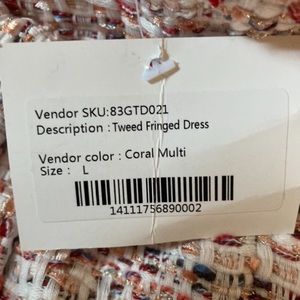 Vendor SKU:83GTD021
Description : Tweed Fringed Dress
Vendor color : Coral Multi
Size : L
14111756890002